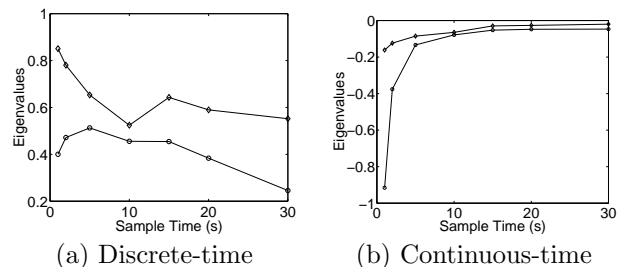 1
0.8
0.6
0.4
0.2
0 10 20 30
Eigenvalues
Sample Time (s)
(a) Discrete-time
0
−0.2
−0.4
−0.6
−0.8
−1
0 10 20 30
Eigenvalues
Sample Time (s)
(b) Continuous-time